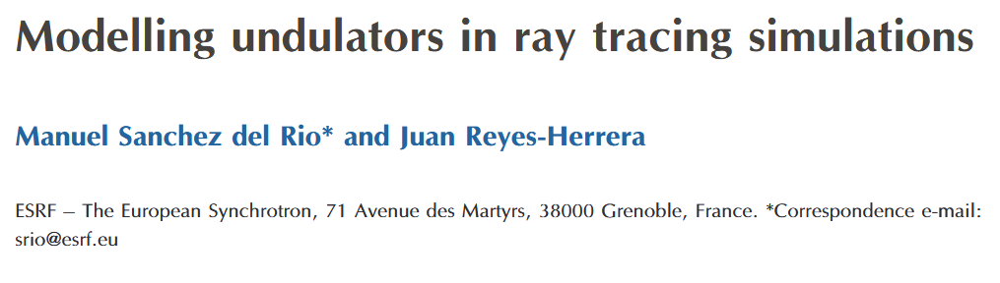 Modelling undulators in ray tracing simulations
Manuel Sanchez del Rio* and Juan Reyes-Herrera
ESRF – The European Synchrotron, 71 Avenue des Martyrs, 38000 Grenoble, France. *Correspondence e-mail:
srio@esrf.eu